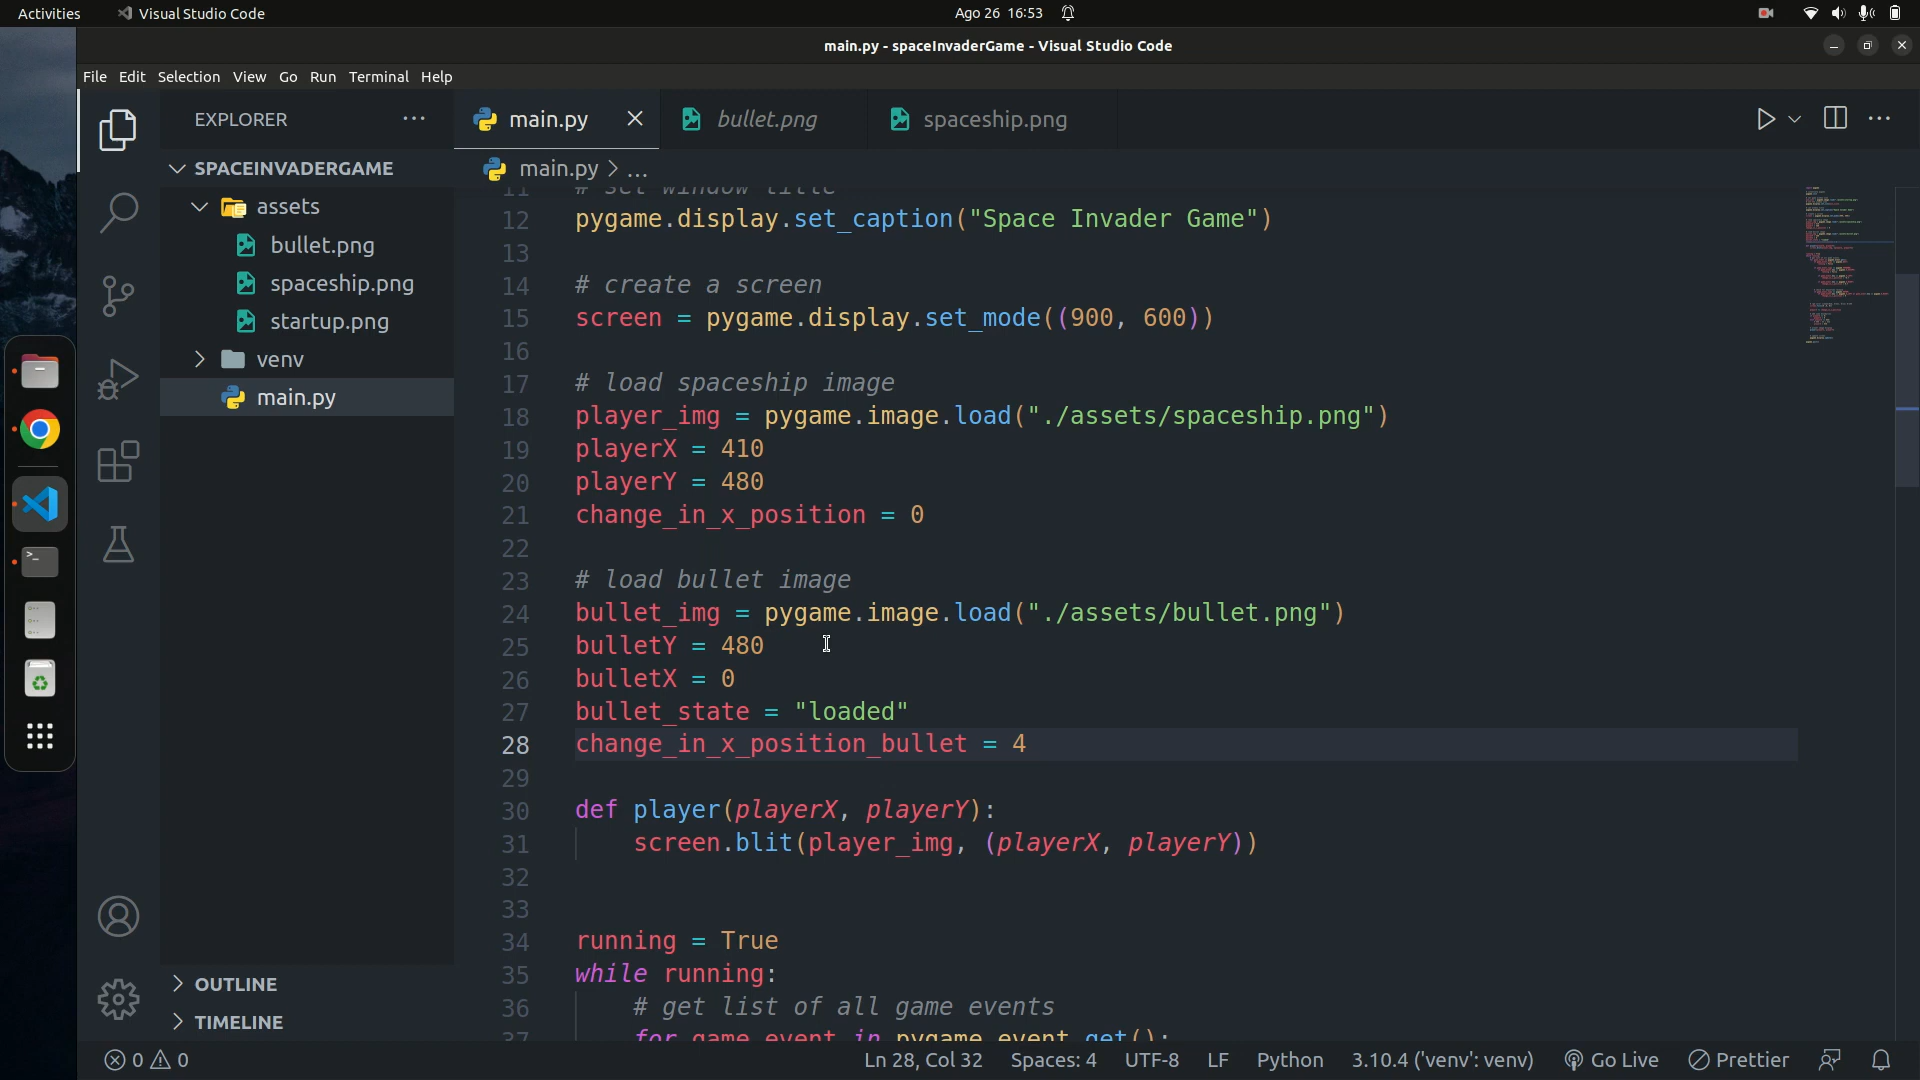 Activities
Visual Studio Code
Ago 26 16:53
main.py - spaceInvaderGame - Visual Studio Code
File Edit Selection View Go Run Terminal Help
EXPLORER
main.py
bullet.png
spaceship.png
SPACEINVADERGAME
main.py > ...
assets
bullet.png
spaceship.png
startup.png
venv
main.py
OUTLINE
TIMELINE
11 # set window title
12 pygame.display.set_caption("Space Invader Game")
13
14 # create a screen
15 screen = pygame.display.set_mode((900, 600))
16
17 # load spaceship image
18 player_img = pygame.image.load("./assets/spaceship.png")
19 playerX = 410
20 playerY = 480
21 change_in_x_position = 0
22
23 # load bullet image
24 bullet_img = pygame.image.load("./assets/bullet.png")
25 bulletY = 480
26 bulletX = 0
27 bullet_state = "loaded"
28 change_in_x_position_bullet = 4
29
30 def player(playerX, playerY):
31 screen.blit(player_img, (playerX, playerY))
32
33
34 running = True
35 while running:
36 # get list of all game events
37 for game_event in pygame.event.get():
0 0
Ln 28, Col 32 Spaces: 4 UTF-8 LF Python 3.10.4 ('venv': venv) Go Live Prettier